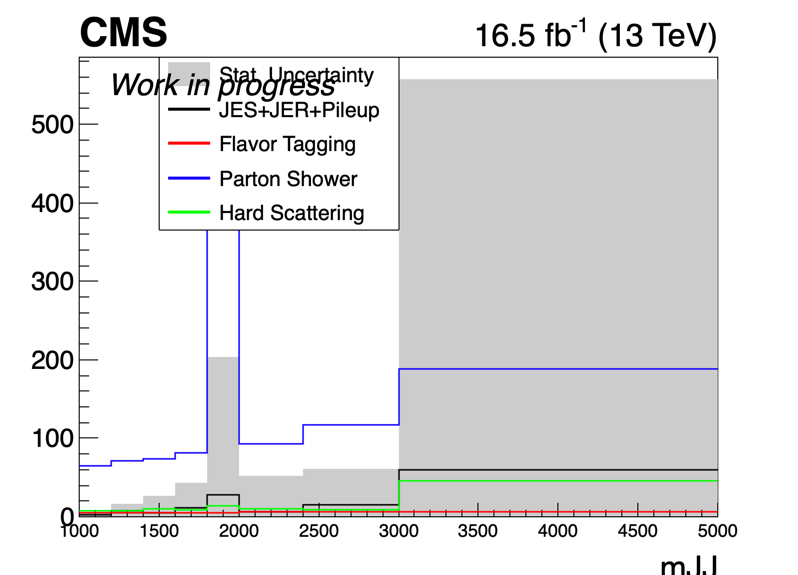 CMS
16.5 fb-1 (13 TeV)
Work in progress
Stat. Uncertainty
JES+JER+Pileup
Flavor Tagging
Parton Shower
Hard Scattering
500
400
300
200
100
0
1000 1500 2000 2500 3000 3500 4000 4500 5000
mJJ